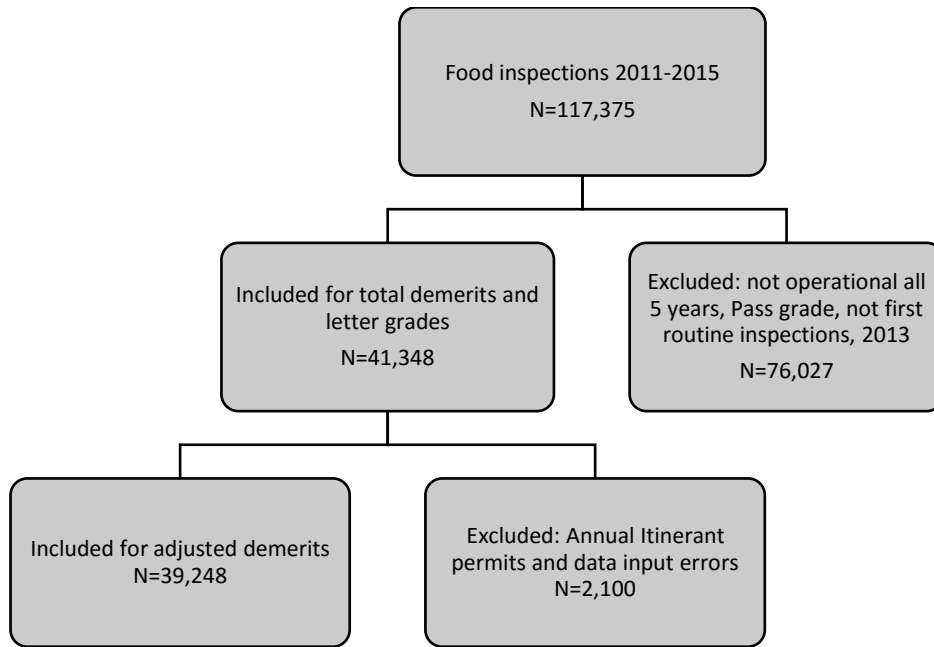 Food inspections 2011-2015
N=117,375
Included for total demerits and
letter grades
N=41,348
Excluded: not operational all
5 years, Pass grade, not first
routine inspections, 2013
N=76,027
Included for adjusted demerits
N=39,248
Excluded: Annual Itinerant
permits and data input errors
N=2,100